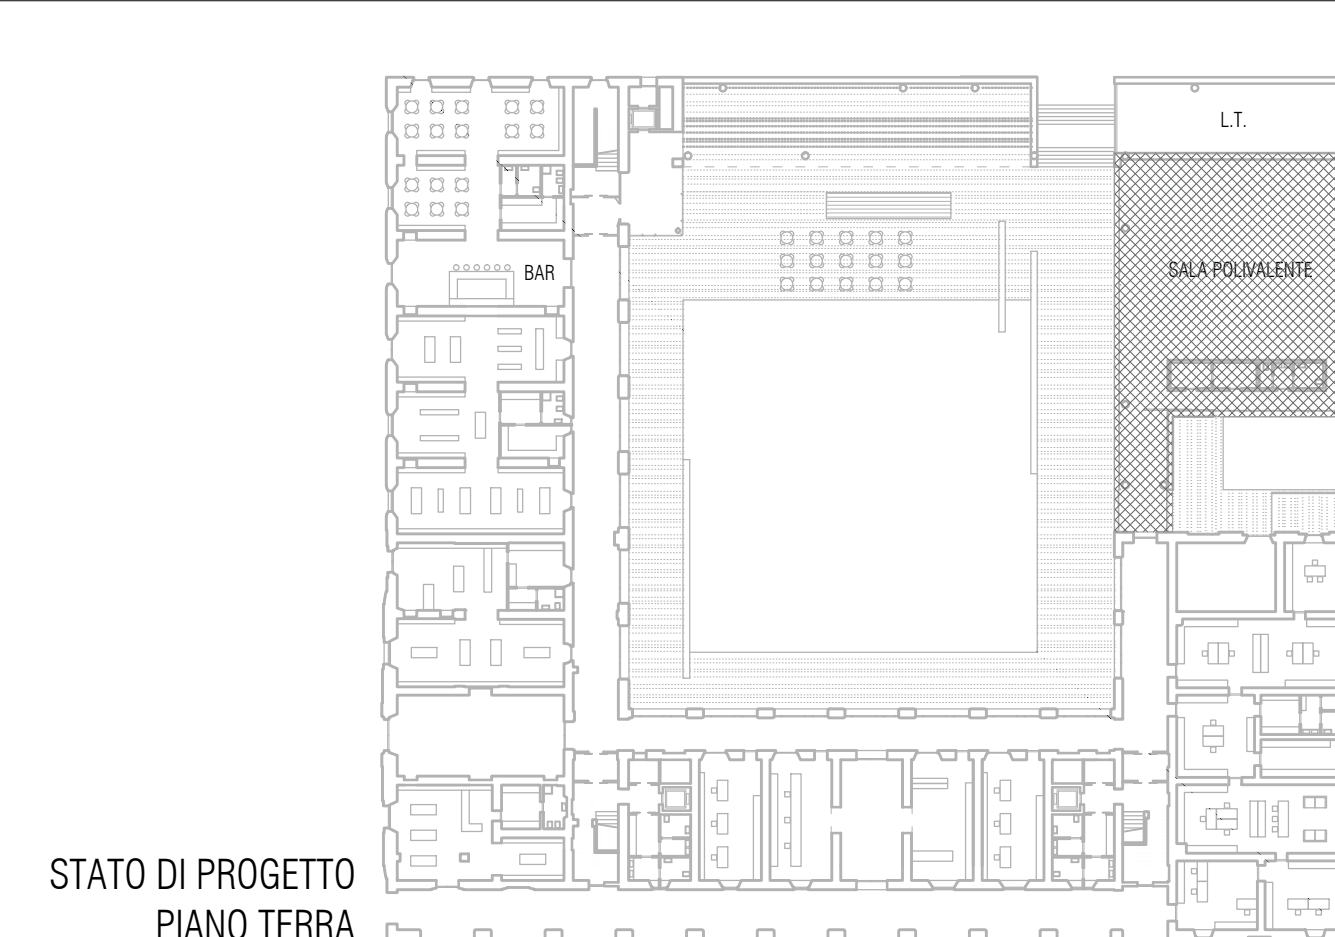 L.T.
SALA POLIVALENTE
BAR
STATO DI PROGETTO
PIANO TERRA